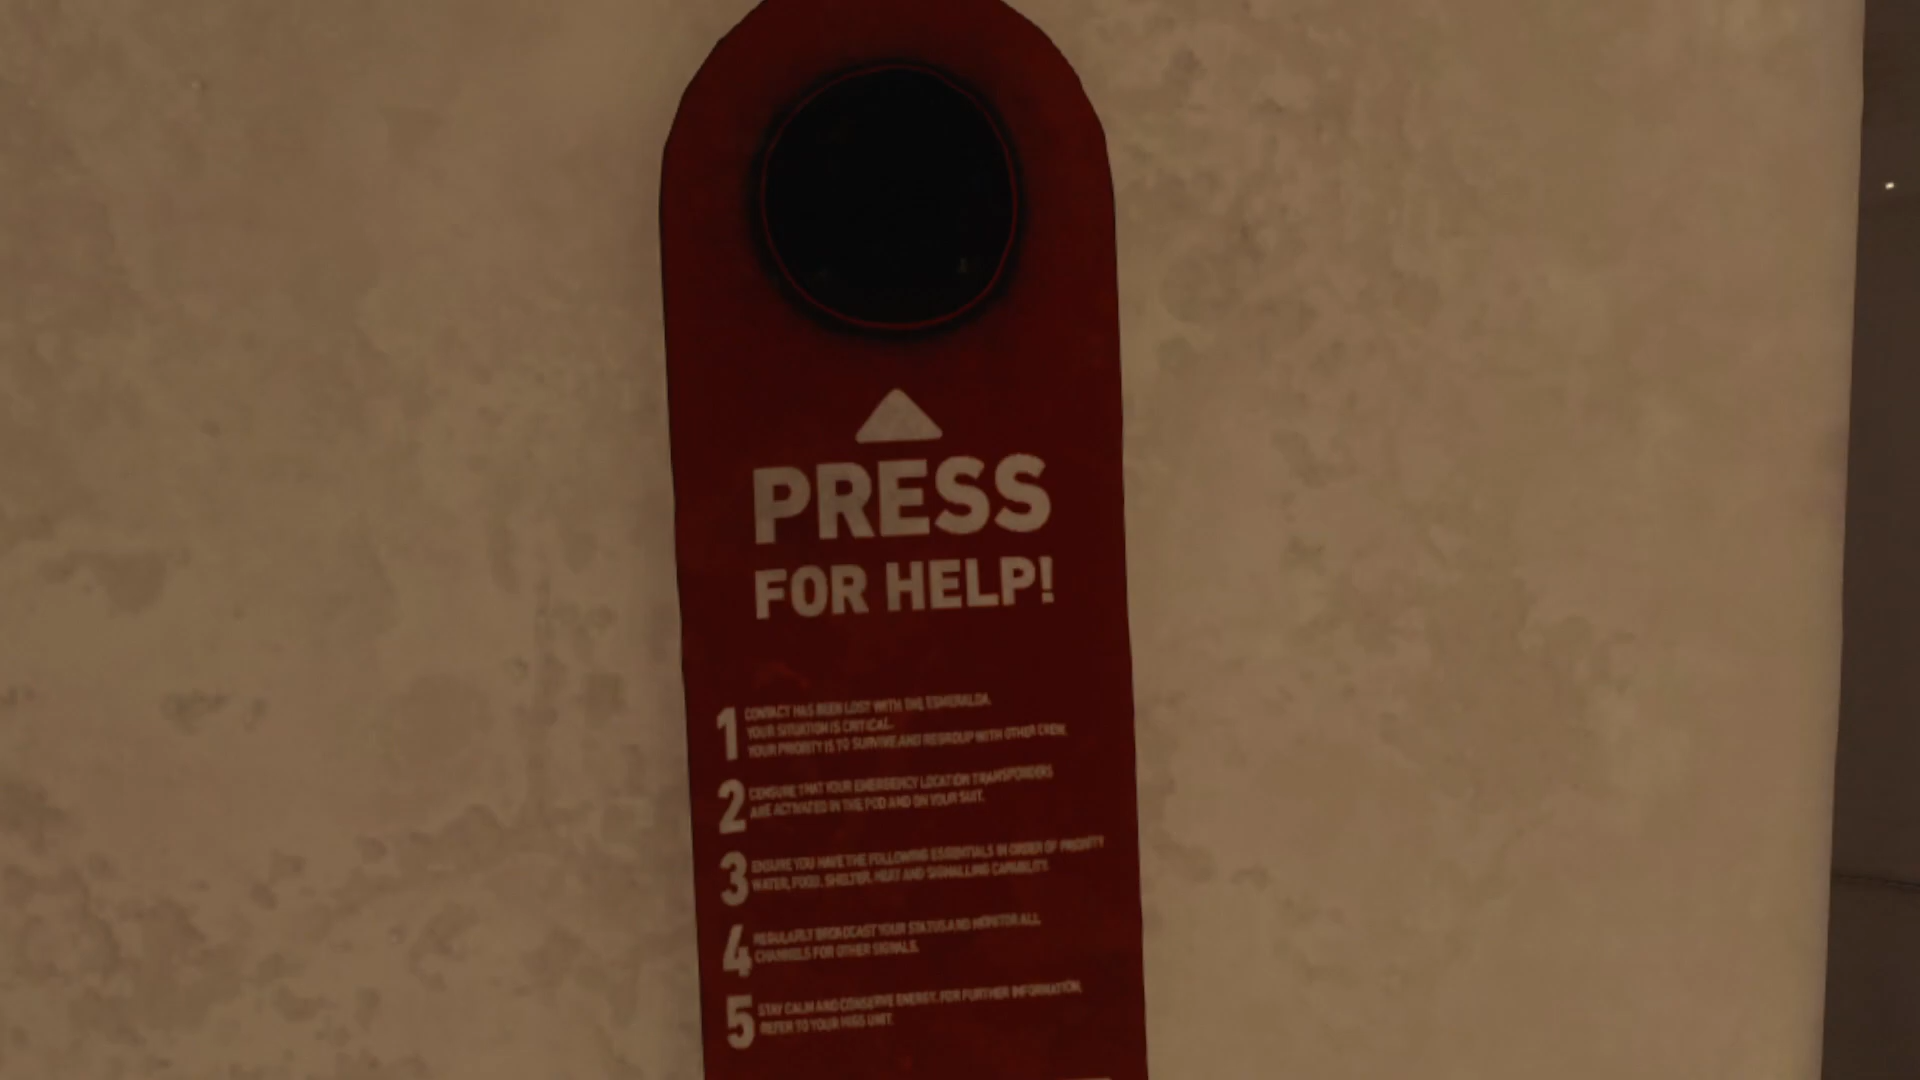 PRESS
FOR HELP!
1 CONTACT HAS BEEN LOST WITH THE ESMERALDA.
YOUR SITUATION IS CRITICAL.
YOUR PRIORITY IS TO SURVIVE AND REGROUP WITH OTHER CREW.
2 ENSURE THAT YOUR EMERGENCY LOCATION TRANSPONDERS
ARE ACTIVATED IN THE POD AND ON YOUR SUIT.
3 ENSURE YOU HAVE THE FOLLOWING ESSENTIALS IN ORDER OF PRIORITY
WATER, FOOD, SHELTER, HEAT AND SIGNALLING CAPABILITY.
4 REGULARLY BROADCAST YOUR STATUS AND MONITOR ALL
CHANNELS FOR OTHER SIGNALS.
5 STAY CALM AND CONSERVE ENERGY. FOR FURTHER INFORMATION,
REFER TO YOUR UNIT.